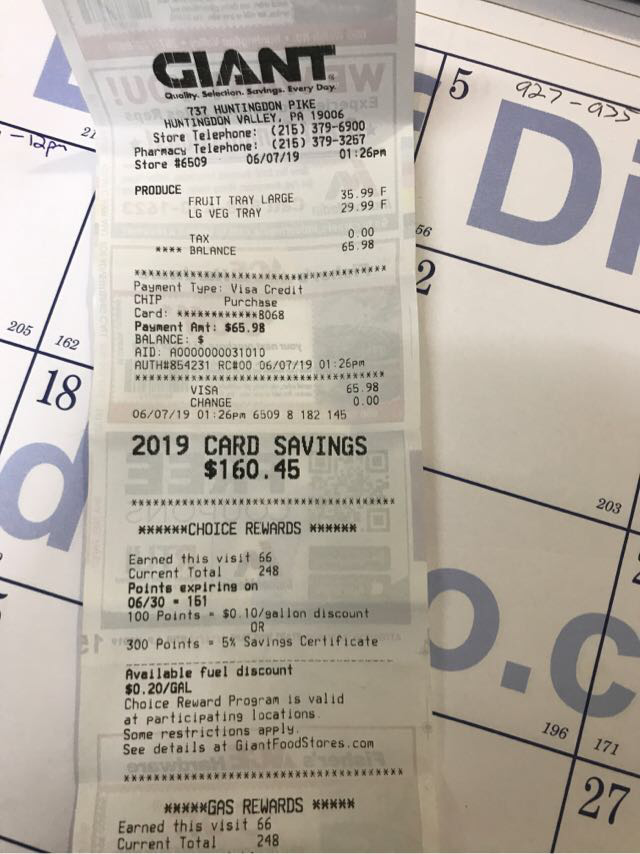 GIANT
Quality. Selection. Savings. Every Day.
737 HUNTINGDON PIKE
HUNTINGDON VALLEY, PA 19006
Store Telephone: (215) 379-6900
Pharmacy Telephone: (215) 379-3257
Store #6509 06/07/19 01:26pm
PRODUCE
FRUIT TRAY LARGE 35.99 F
LG VEG TRAY 29.99 F
TAX 0.00
**** BALANCE 65.98
****************************************
Payment Type: Visa Credit
CHIP Purchase
Card: ************8068
Payment Amt: $65.98
BALANCE: $
AID: A0000000031010
AUTH#854231 RC#00 06/07/19 01:26pm
****************************************
VISA 65.98
CHANGE 0.00
06/07/19 01:26pm 6509 8 182 145
2019 CARD SAVINGS
$160.45
****************************************
******CHOICE REWARDS ******
Earned this visit 66
Current Total 248
Points expiring on
06/30 = 151
100 Points = $0.10/gallon discount
OR
300 Points = 5% Savings Certificate
----------------------------------------
Available fuel discount
$0.20/GAL
Choice Reward Program is valid
at participating locations.
Some restrictions apply.
See details at GiantFoodStores.com
****************************************
*****GAS REWARDS *****
Earned this visit 66
Current Total 248
5
927-935
-12pm
21
56
2
Di
205
162
18
d
203
o.c
196
171
27